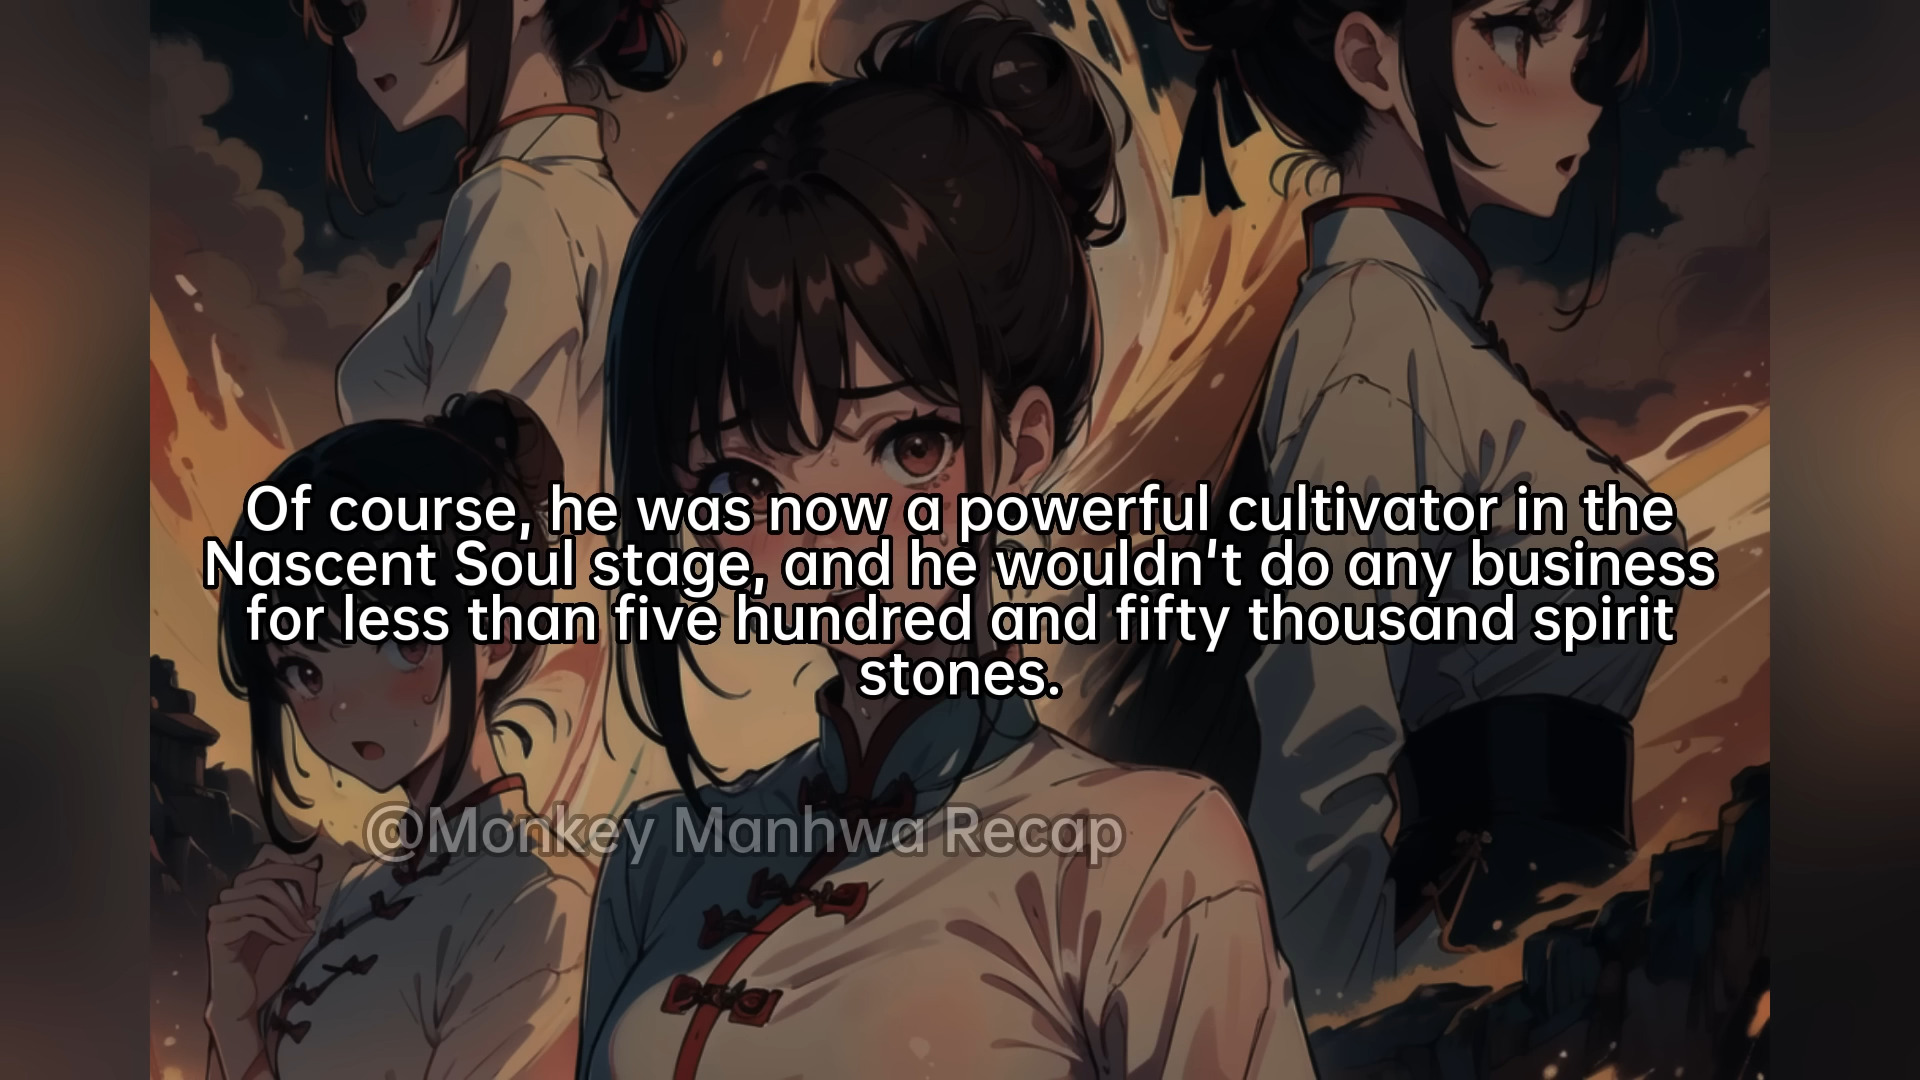 Of course, he was now a powerful cultivator in the
Nascent Soul stage, and he wouldn't do any business
for less than five hundred and fifty thousand spirit
stones.
@Monkey Manhwa Recap